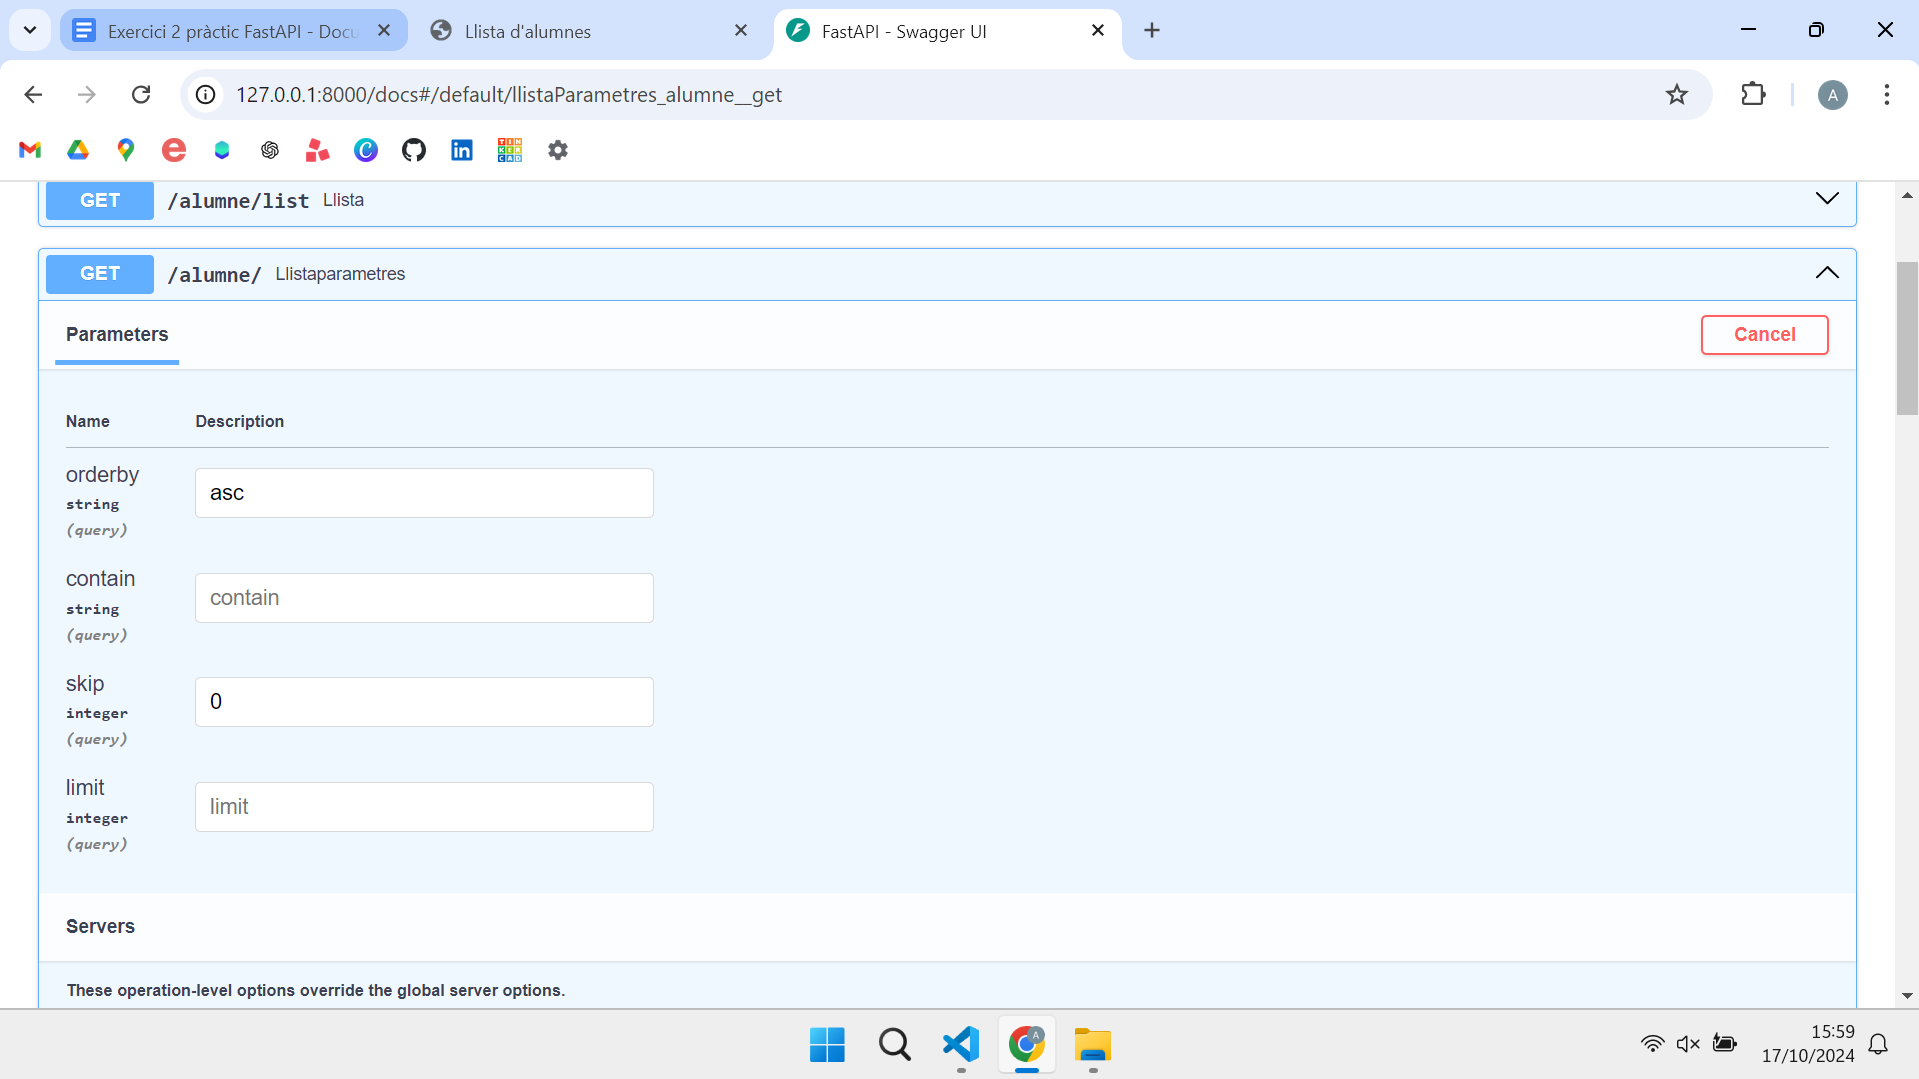 Exercici 2 pràctic FastAPI - Docu
Llista d'alumnes
FastAPI - Swagger UI
127.0.0.1:8000/docs#/default/llistaParametres_alumne__get
A
TIN
KER
CAD
GET /alumne/list Llista
GET /alumne/ Llistaparametres
Parameters
Cancel
Name Description
orderby
string
(query)
asc
contain
string
(query)
contain
skip
integer
(query)
0
limit
integer
(query)
limit
Servers
These operation-level options override the global server options.
A
15:59
17/10/2024